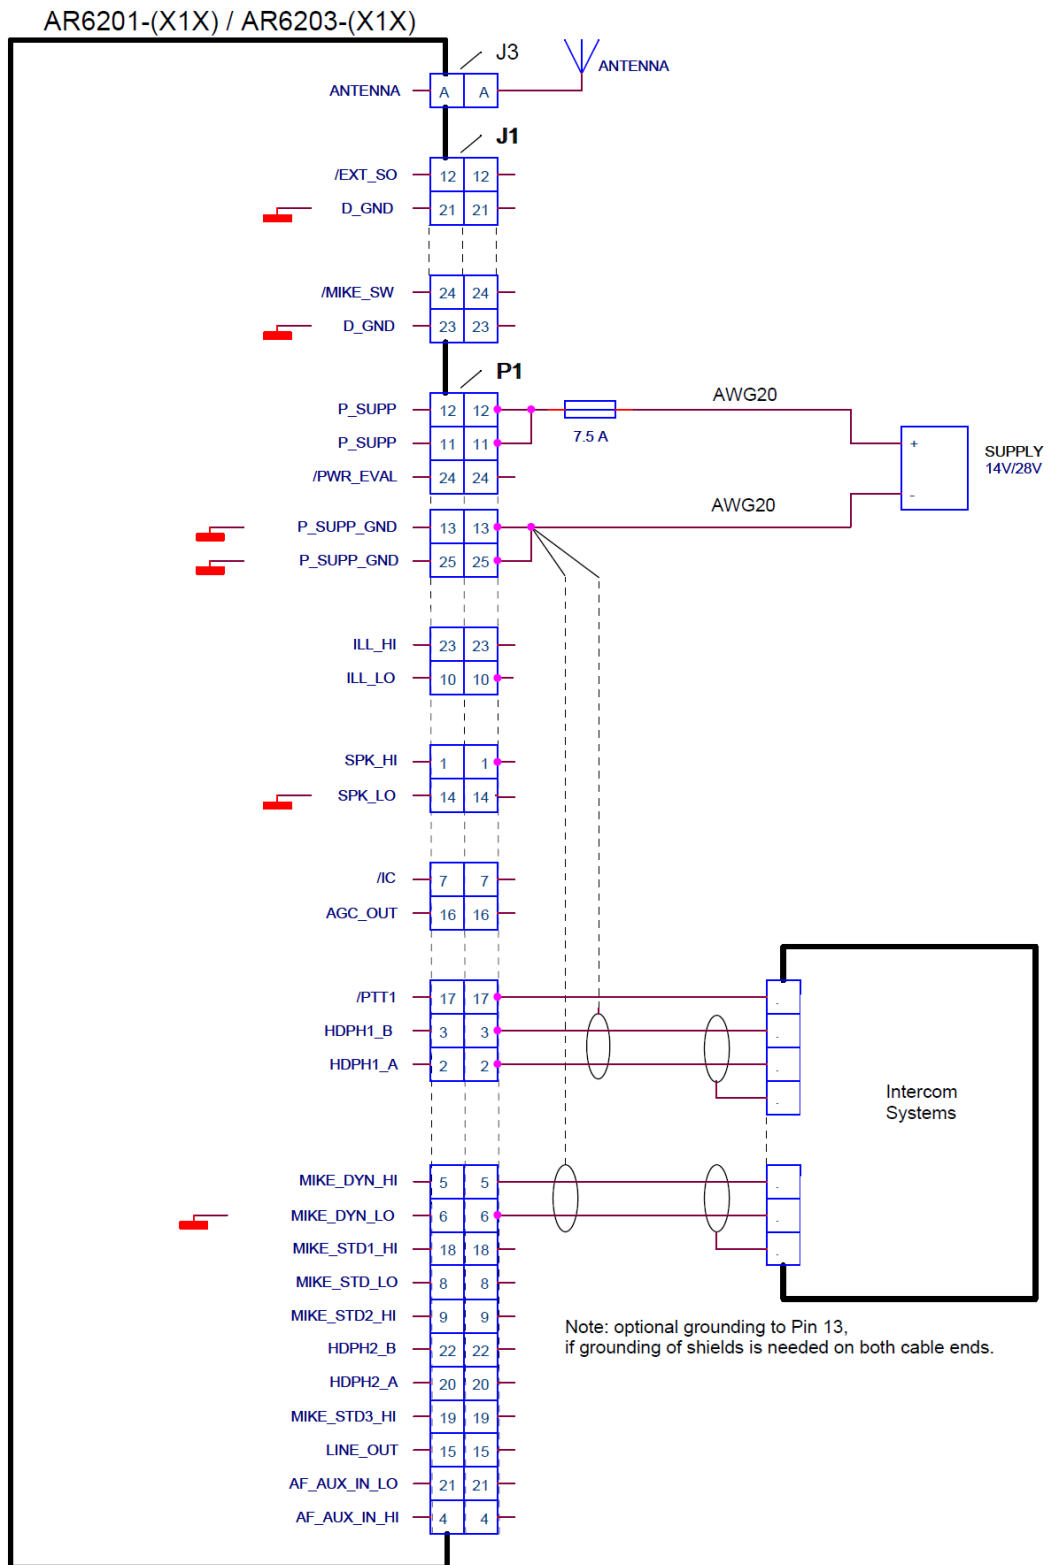 AR6201-(X1X) / AR6203-(X1X)
J3
ANTENNA
ANTENNA A A
J1
/EXT_SO 12 12
D_GND 21 21
/MIKE_SW 24 24
D_GND 23 23
P1
P_SUPP 12 12
AWG20
P_SUPP 11 11
7.5 A
+
SUPPLY
14V/28V
/PWR_EVAL 24 24
-
AWG20
P_SUPP_GND 13 13
P_SUPP_GND 25 25
ILL_HI 23 23
ILL_LO 10 10
SPK_HI 1 1
SPK_LO 14 14
/IC 7 7
AGC_OUT 16 16
/PTT1 17 17
HDPH1_B 3 3
HDPH1_A 2 2
Intercom
Systems
MIKE_DYN_HI 5 5
MIKE_DYN_LO 6 6
MIKE_STD1_HI 18 18
MIKE_STD_LO 8 8
MIKE_STD2_HI 9 9
Note: optional grounding to Pin 13,
if grounding of shields is needed on both cable ends.
HDPH2_B 22 22
HDPH2_A 20 20
MIKE_STD3_HI 19 19
LINE_OUT 15 15
AF_AUX_IN_LO 21 21
AF_AUX_IN_HI 4 4